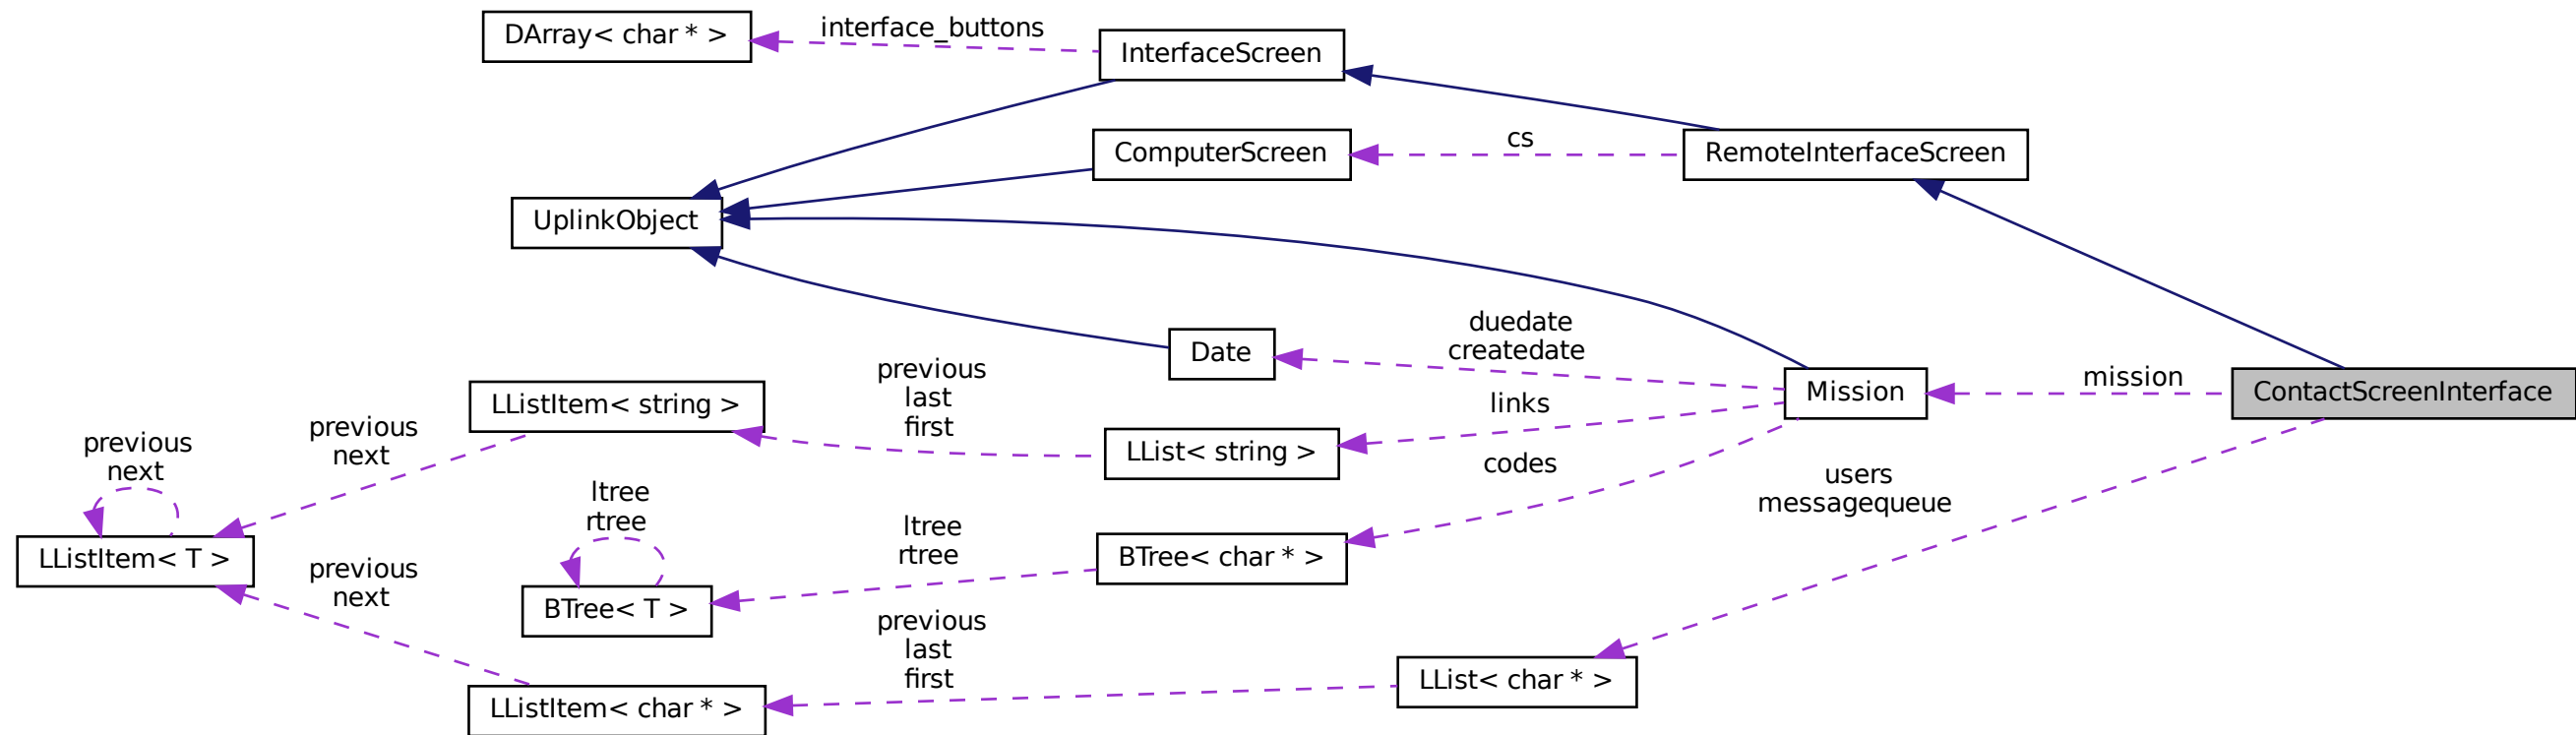 DArray< char * >
interface_buttons
InterfaceScreen
ComputerScreen
cs
RemoteInterfaceScreen
UplinkObject
Date
duedate
createdate
Mission
mission
ContactScreenInterface
previous
last
first
links
LListItem< string >
LList< string >
previous
next
previous
next
LListItem< T >
previous
next
ltree
rtree
BTree< T >
ltree
rtree
BTree< char * >
codes
users
messagequeue
previous
last
first
LListItem< char * >
LList< char * >